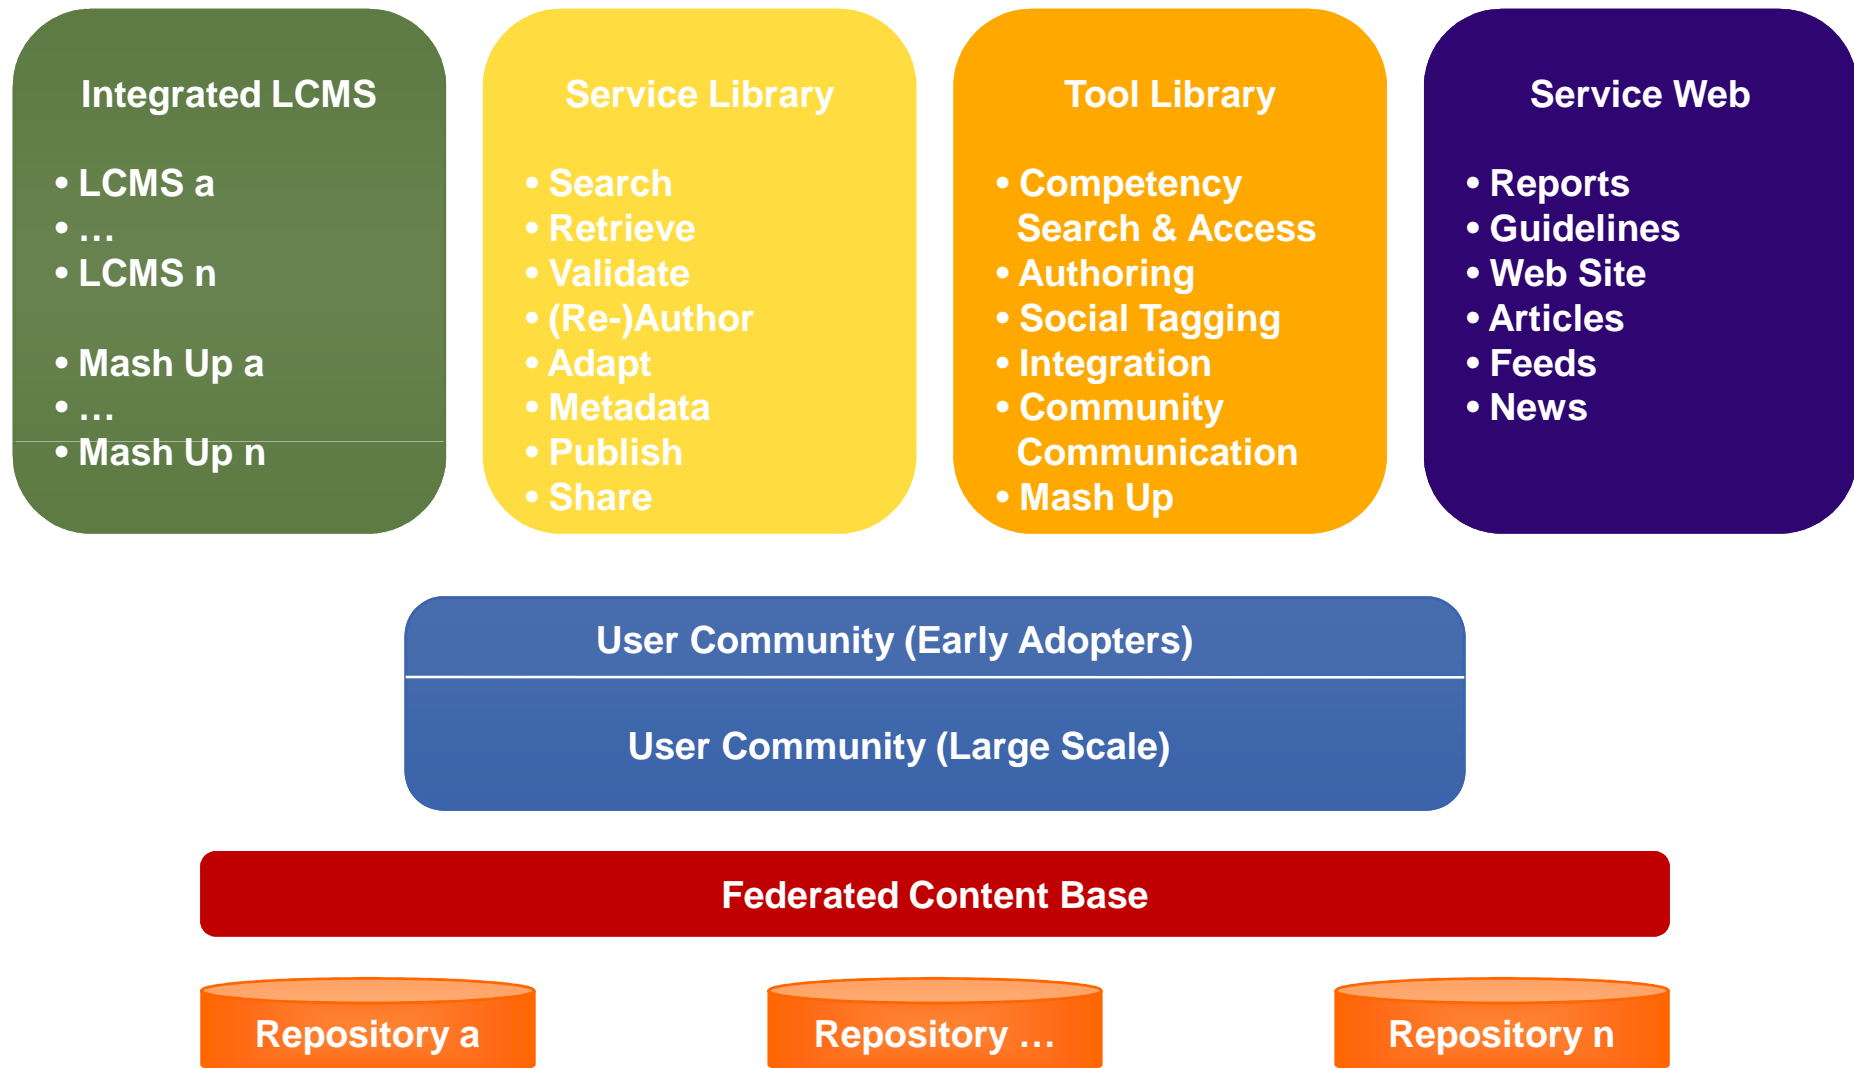 Integrated LCMS
• LCMS a
• …
• LCMS n
• Mash Up a
• …
• Mash Up n
Service Library
• Search
• Retrieve
• Validate
• (Re-)Author
• Adapt
• Metadata
• Publish
• Share
Tool Library
• Competency
Search & Access
• Authoring
• Social Tagging
• Integration
• Community
Communication
• Mash Up
Service Web
• Reports
• Guidelines
• Web Site
• Articles
• Feeds
• News
User Community (Early Adopters)
User Community (Large Scale)
Federated Content Base
Repository a
Repository …
Repository n